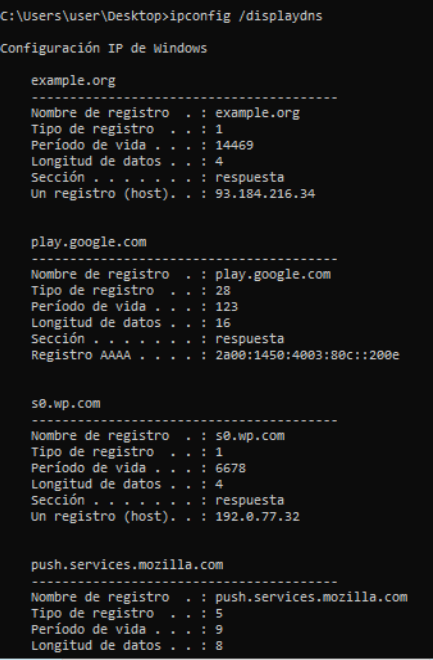 C:\Users\user\Desktop>ipconfig /displaydns
Configuración IP de Windows
example.org
----------------------------------------
Nombre de registro . : example.org
Tipo de registro . . : 1
Período de vida . . . : 14469
Longitud de datos . . : 4
Sección . . . . . . . : respuesta
Un registro (host). . : 93.184.216.34
play.google.com
----------------------------------------
Nombre de registro . : play.google.com
Tipo de registro . . : 28
Período de vida . . . : 123
Longitud de datos . . : 16
Sección . . . . . . . : respuesta
Registro AAAA . . . . : 2a00:1450:4003:80c::200e
s0.wp.com
----------------------------------------
Nombre de registro . : s0.wp.com
Tipo de registro . . : 1
Período de vida . . . : 6678
Longitud de datos . . : 4
Sección . . . . . . . : respuesta
Un registro (host). . : 192.0.77.32
push.services.mozilla.com
----------------------------------------
Nombre de registro . : push.services.mozilla.com
Tipo de registro . . : 5
Período de vida . . . : 9
Longitud de datos . . : 8